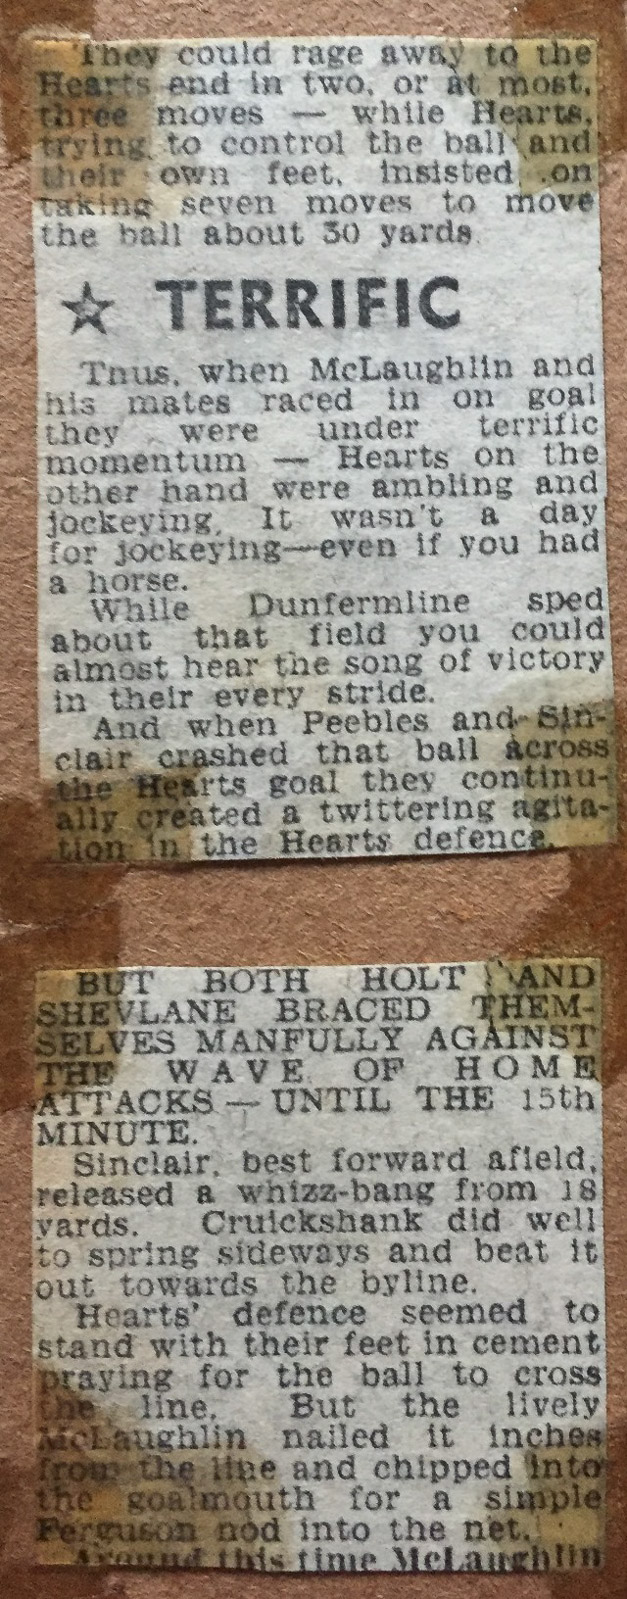 They could rage away to the
Hearts end in two, or at most,
three moves — while Hearts,
trying to control the ball and
their own feet, insisted on
taking seven moves to move
the ball about 30 yards.
☆ TERRIFIC
Thus, when McLaughlin and
his mates raced in on goal
they were under terrific
momentum — Hearts on the
other hand were ambling and
jockeying. It wasn't a day
for jockeying—even if you had
a horse.
While Dunfermline sped
about that field you could
almost hear the song of victory
in their every stride.
And when Peebles and Sin-
clair crashed that ball across
the Hearts goal they continu-
ally created a twittering agita-
tion in the Hearts defence.
BUT BOTH HOLT AND
SHEVLANE BRACED THEM-
SELVES MANFULLY AGAINST
THE WAVE OF HOME
ATTACKS — UNTIL THE 15th
MINUTE.
Sinclair, best forward afield,
released a whizz-bang from 18
yards. Cruickshank did well
to spring sideways and beat it
out towards the byline.
Hearts' defence seemed to
stand with their feet in cement
praying for the ball to cross
the line. But the lively
McLaughlin nailed it inches
from the line and chipped into
the goalmouth for a simple
Ferguson nod into the net.
Around this time McLaughlin